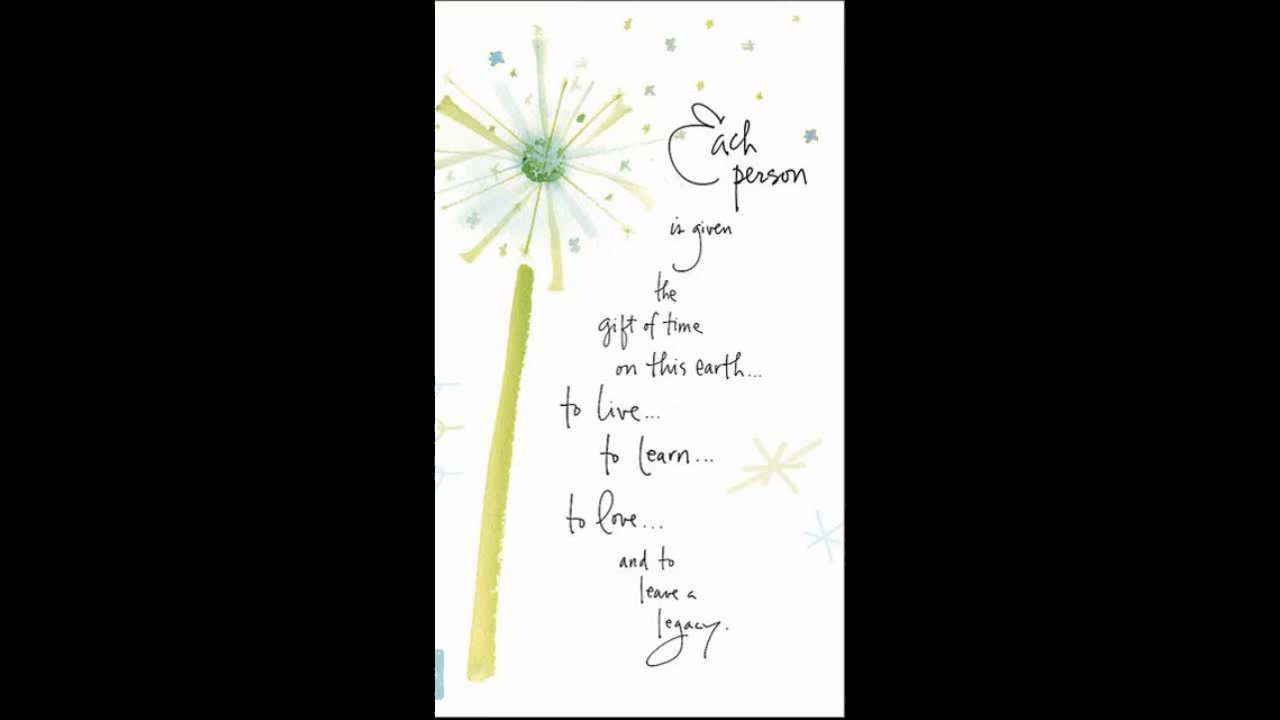 Each
person
is given
the
gift of time
on this earth...
to live...
to learn...
to love...
and to
leave a
legacy.